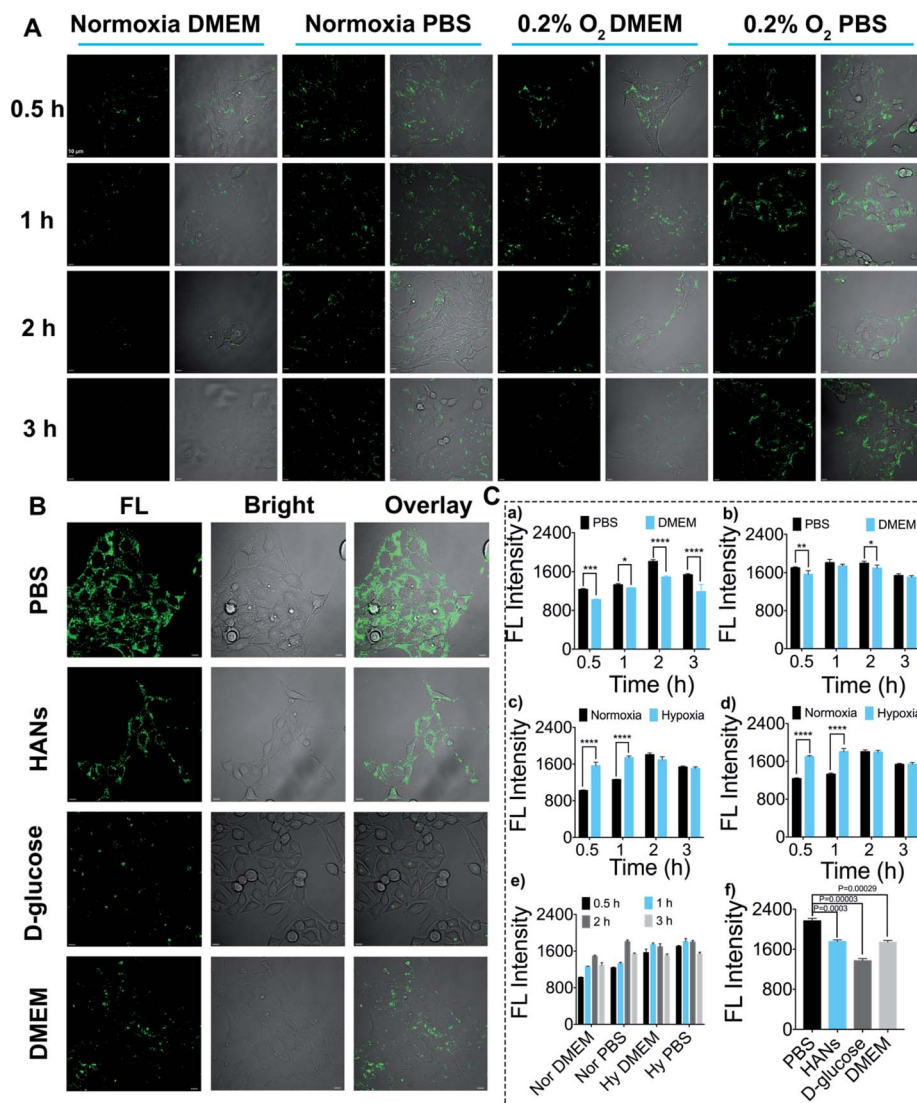 A
Normoxia DMEM
Normoxia PBS
0.2% O2 DMEM
0.2% O2 PBS
0.5 h
10 μm
1 h
2 h
3 h
B
FL
Bright
Overlay
PBS
HANs
D-glucose
DMEM
C
a)
PBS
DMEM
FL Intensity
2400
1600
800
0
***
*
****
****
0.5
1
2
3
Time (h)
b)
PBS
DMEM
FL Intensity
2400
1600
800
0
**
*
0.5
1
2
3
Time (h)
c)
Normoxia
Hypoxia
FL Intensity
2400
1600
800
0
****
****
0.5
1
2
3
Time (h)
d)
Normoxia
Hypoxia
FL Intensity
2400
1600
800
0
****
****
0.5
1
2
3
Time (h)
e)
0.5 h
1 h
2 h
3 h
FL Intensity
2400
1600
800
0
Nor DMEM
Nor PBS
Hy DMEM
Hy PBS
f)
P=0.00029
P=0.00003
P=0.0003
FL Intensity
2400
1600
800
0
PBS
HANs
D-glucose
DMEM